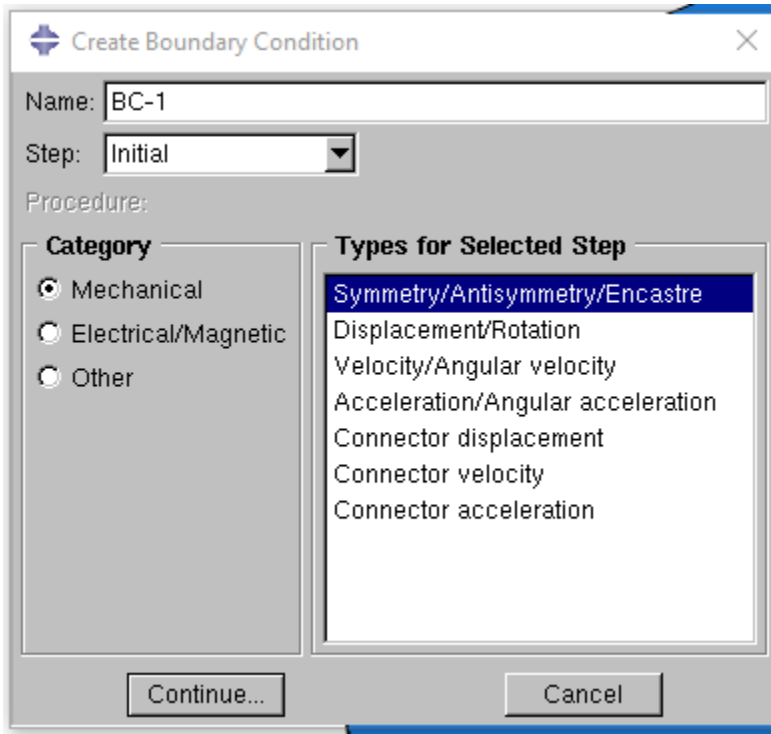 Create Boundary Condition
Name: BC-1
Step: Initial
Procedure:
Category
Mechanical
Electrical/Magnetic
Other
Types for Selected Step
Symmetry/Antisymmetry/Encastre
Displacement/Rotation
Velocity/Angular velocity
Acceleration/Angular acceleration
Connector displacement
Connector velocity
Connector acceleration
Continue...
Cancel